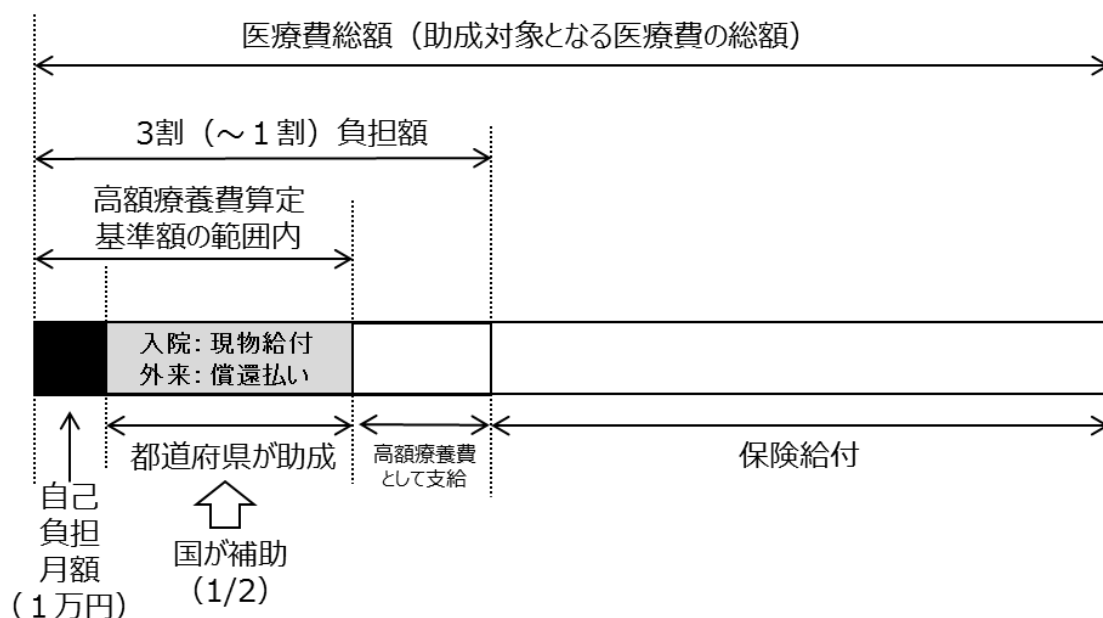 医療費総額（助成対象となる医療費の総額）
3割（～１割）負担額
高額療養費算定
基準額の範囲内
入院：現物給付
外来：償還払い
都道府県が助成
高額療養費
として支給
保険給付
自己
負担
月額
（１万円）
国が補助
（1/2）